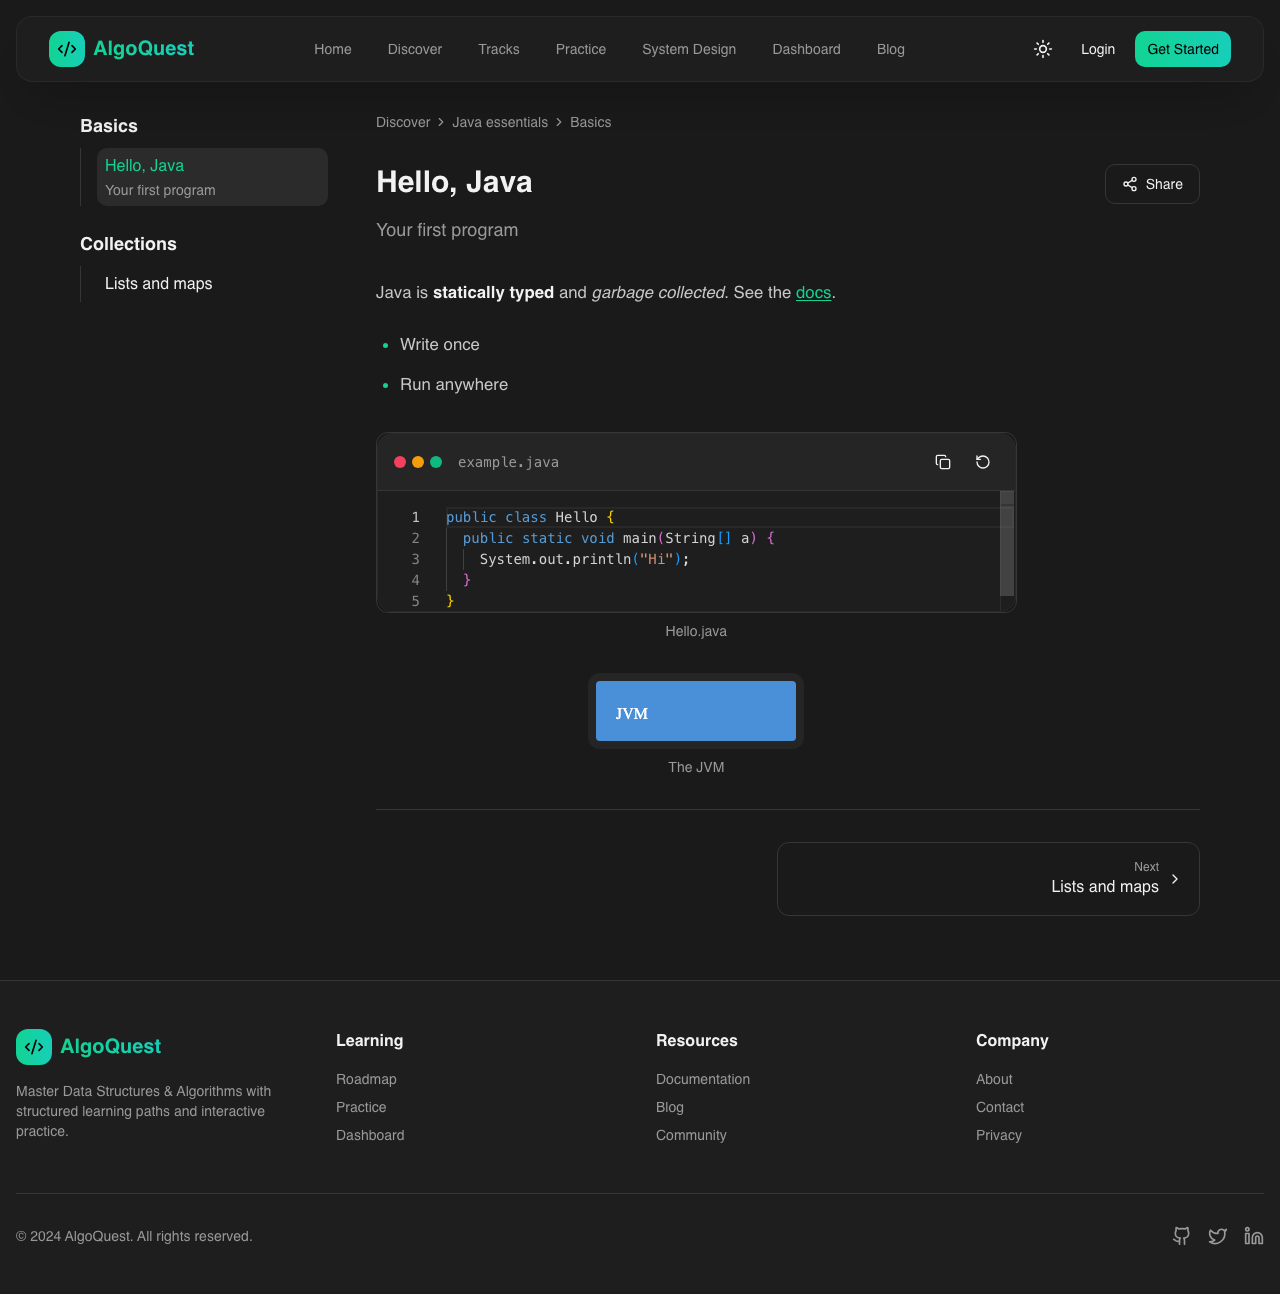 AlgoQuest
Home
Discover
Tracks
Practice
System Design
Dashboard
Blog
Login
Get Started
Basics
Hello, Java
Your first program
Collections
Lists and maps
Discover > Java essentials > Basics
Hello, Java
Share
Your first program
Java is statically typed and garbage collected. See the docs.
• Write once
• Run anywhere
example.java
1 public class Hello {
2   public static void main(String[] a) {
3     System.out.println("Hi");
4   }
5 }
Hello.java
JVM
The JVM
Next
Lists and maps
AlgoQuest
Master Data Structures & Algorithms with
structured learning paths and interactive
practice.
Learning
Roadmap
Practice
Dashboard
Resources
Documentation
Blog
Community
Company
About
Contact
Privacy
© 2024 AlgoQuest. All rights reserved.